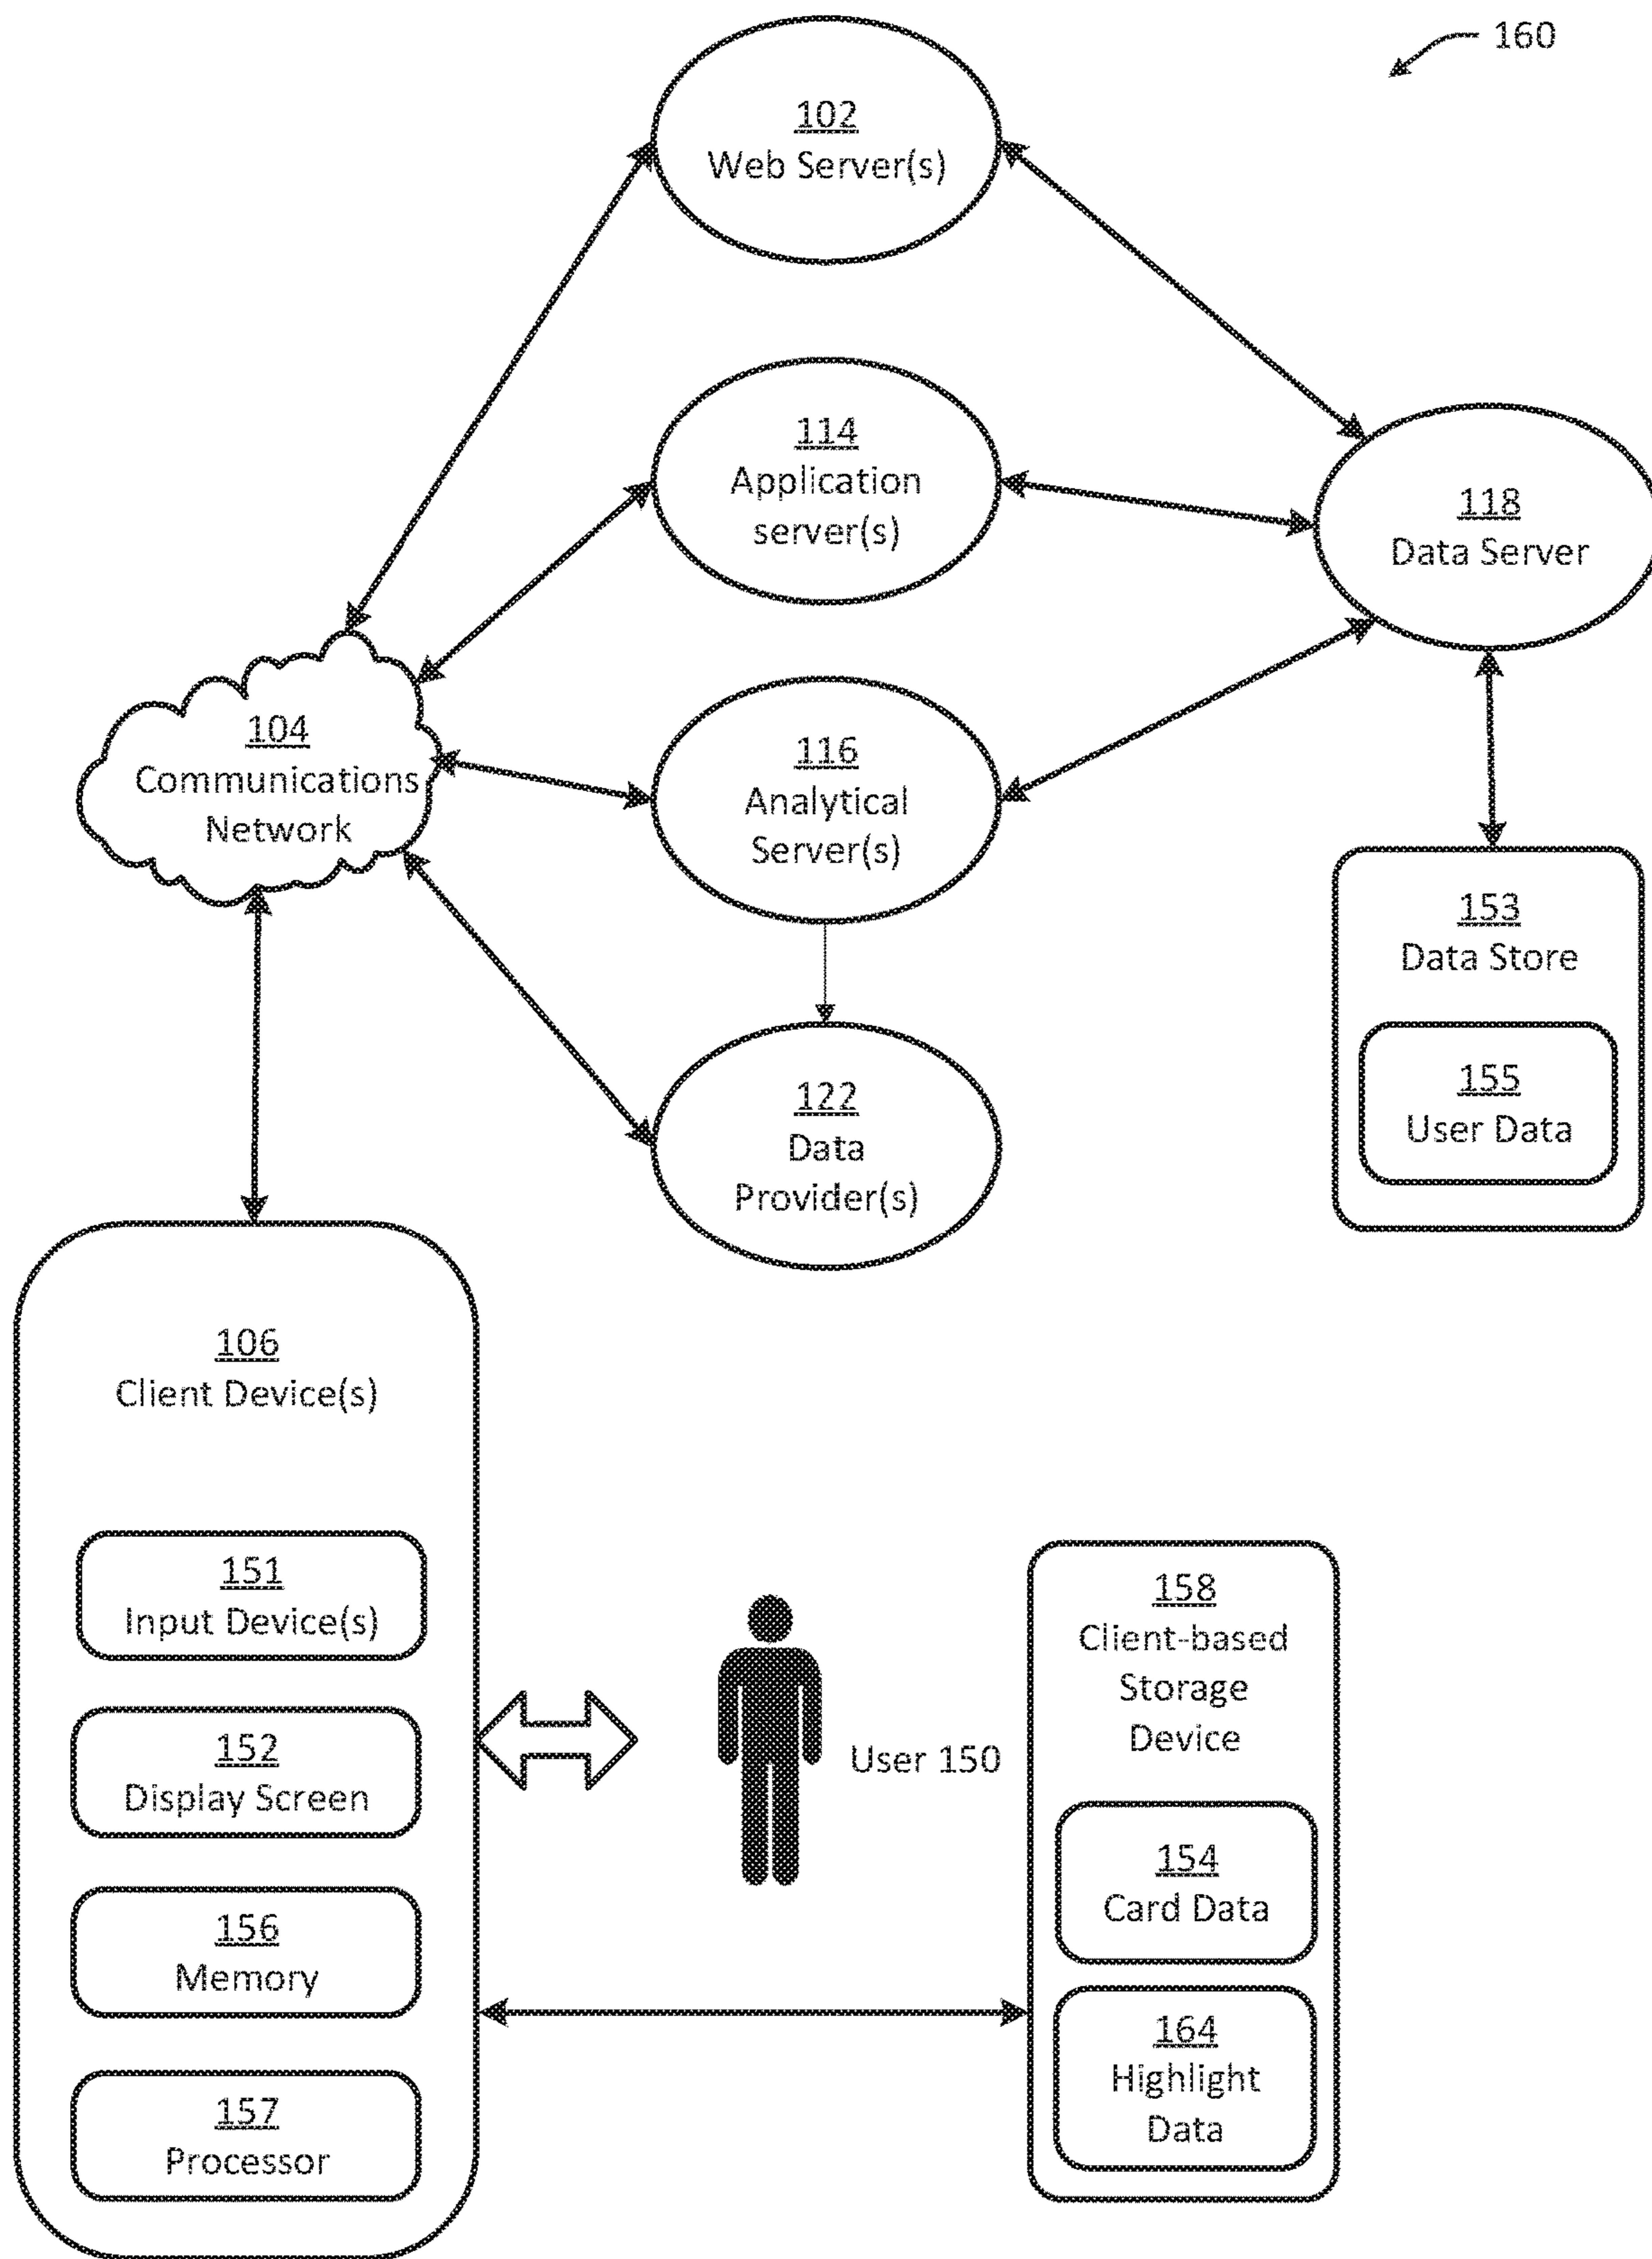 160
102
Web Server(s)
114
Application
server(s)
118
Data Server
104
Communications
Network
116
Analytical
Server(s)
153
Data Store
155
User Data
122
Data
Provider(s)
106
Client Device(s)
151
Input Device(s)
152
Display Screen
156
Memory
157
Processor
User 150
158
Client-based
Storage
Device
154
Card Data
164
Highlight
Data